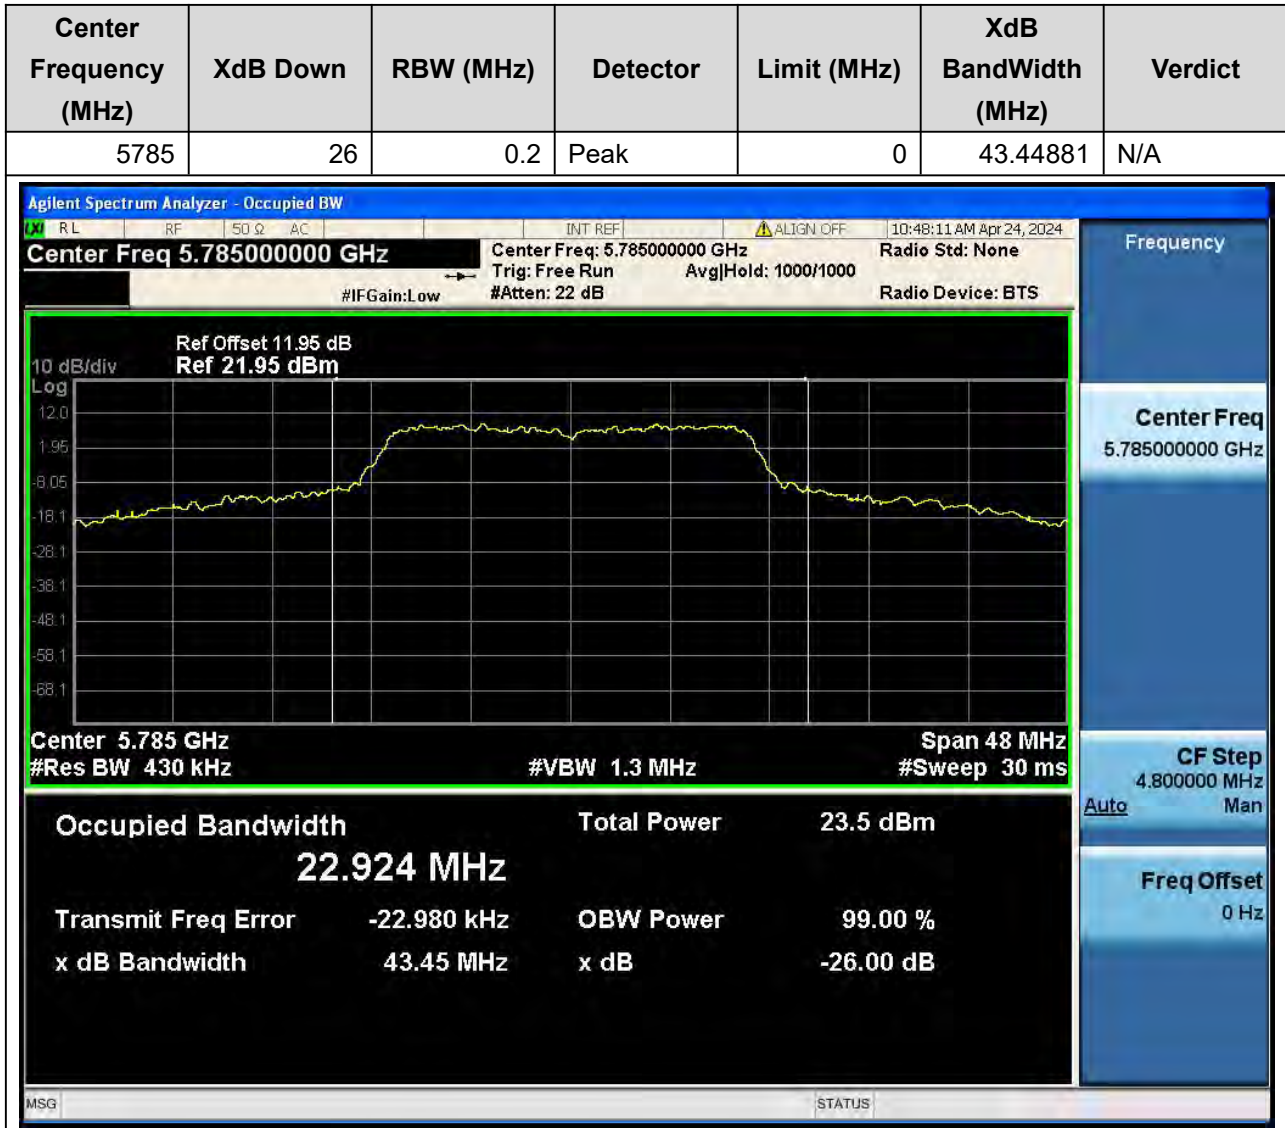 Center Frequency (MHz) XdB Down RBW (MHz) Detector Limit (MHz) XdB BandWidth (MHz) Verdict
5785 26 0.2 Peak 0 43.44881 N/A
Agilent Spectrum Analyzer - Occupied BW
LXI RL RF 50 Ω AC INT REF ALIGN OFF 10:48:11 AM Apr 24, 2024
Center Freq 5.785000000 GHz
Center Freq: 5.785000000 GHz Radio Std: None
Trig: Free Run Avg|Hold: 1000/1000
#IFGain:Low #Atten: 22 dB Radio Device: BTS
Frequency
Ref Offset 11.95 dB
10 dB/div Ref 21.95 dBm
Log
12.0
1.95
-8.05
-18.1
-28.1
-38.1
-48.1
-58.1
-68.1
Center 5.785 GHz Span 48 MHz
#Res BW 430 kHz #VBW 1.3 MHz #Sweep 30 ms
Center Freq
5.785000000 GHz
CF Step
4.800000 MHz
Auto Man
Freq Offset
0 Hz
Occupied Bandwidth Total Power 23.5 dBm
22.924 MHz
Transmit Freq Error -22.980 kHz OBW Power 99.00 %
x dB Bandwidth 43.45 MHz x dB -26.00 dB
MSG STATUS